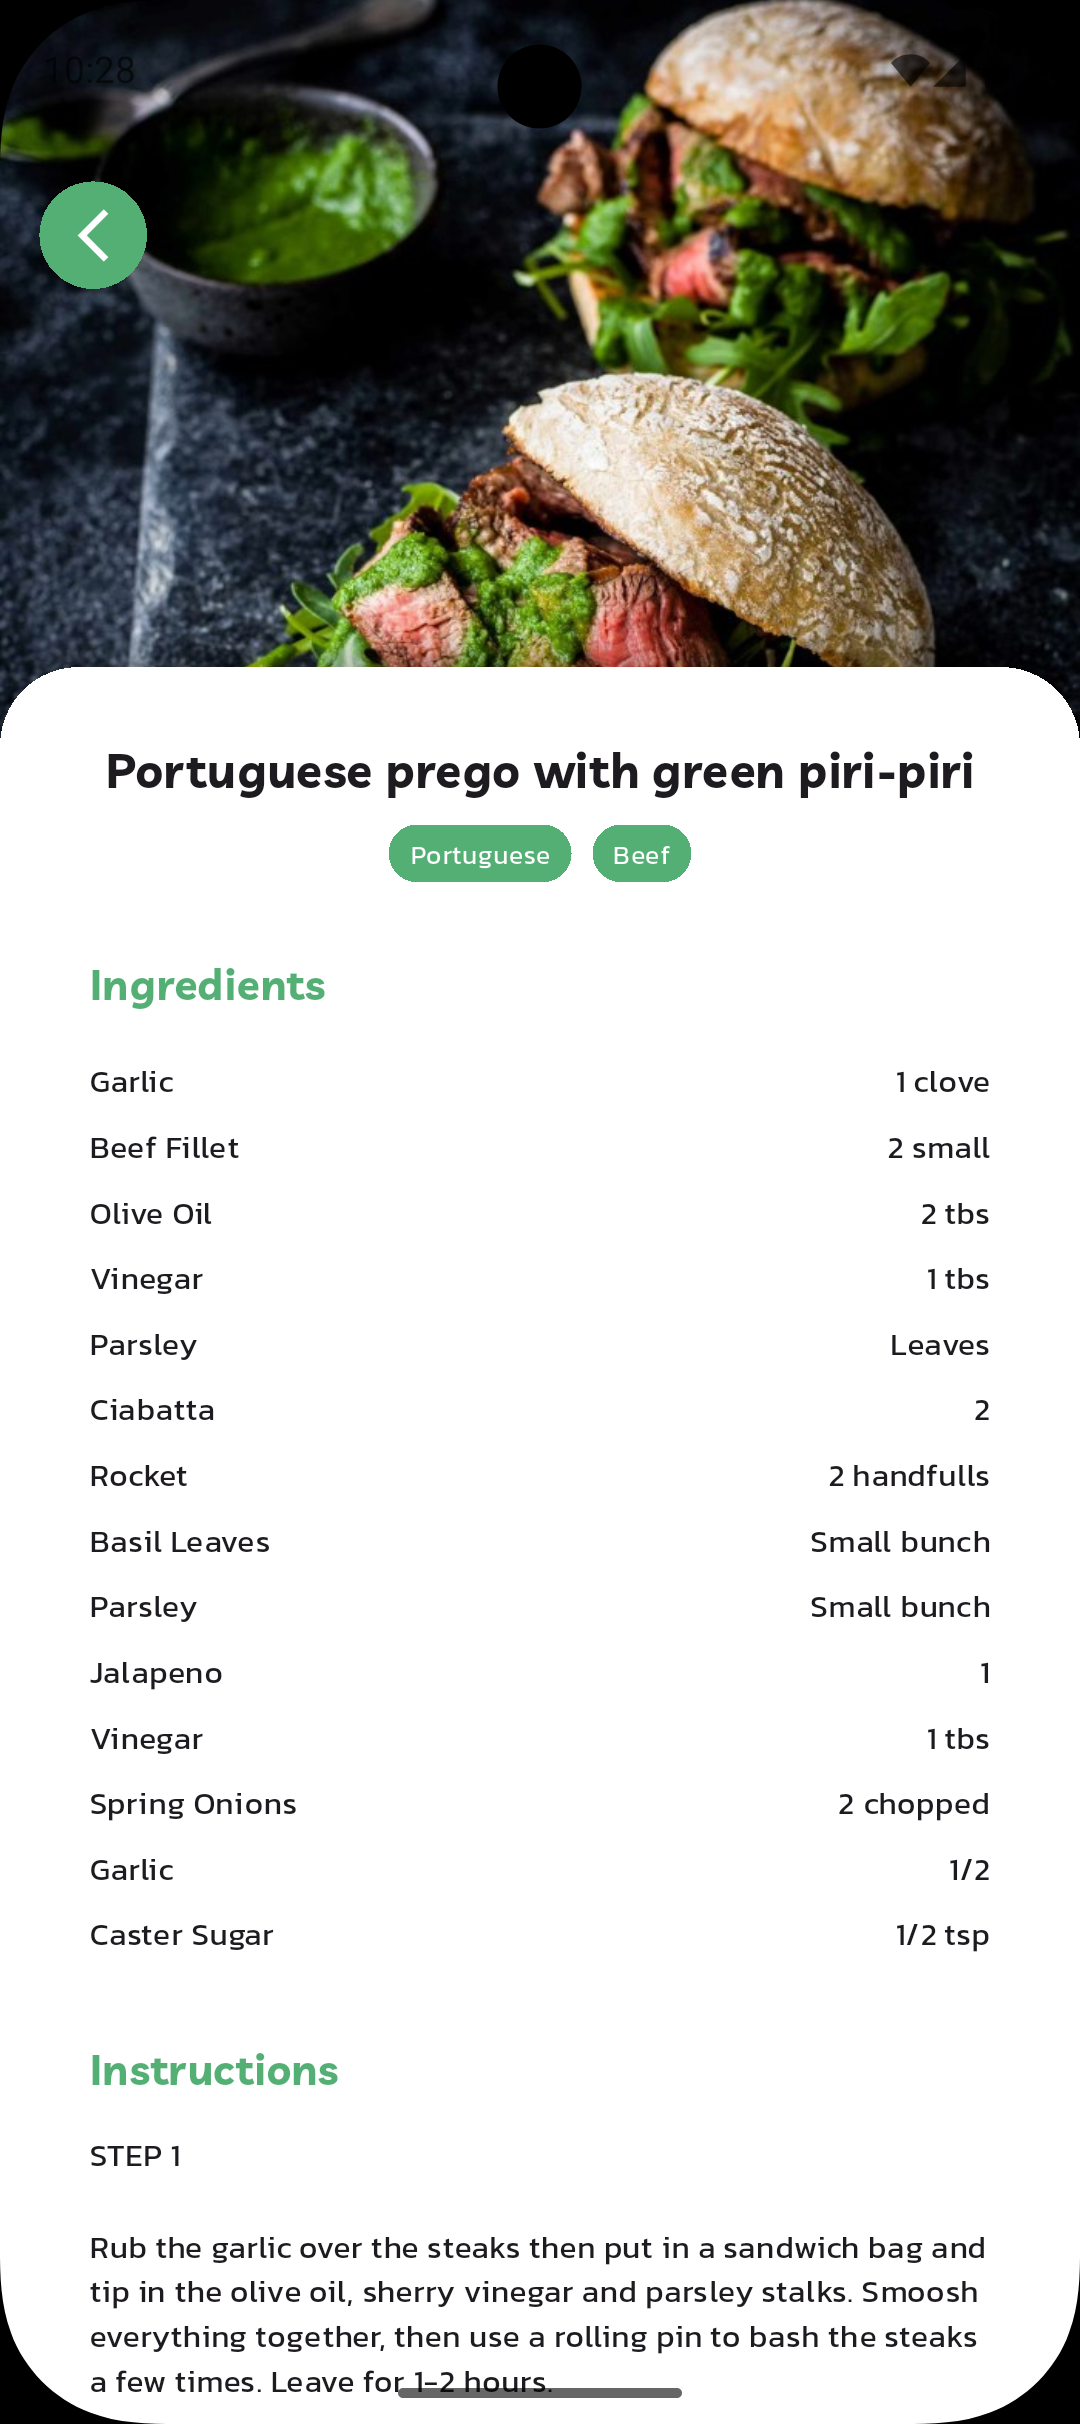 10:28
Portuguese prego with green piri-piri
Portuguese Beef
Ingredients
Garlic 1 clove
Beef Fillet 2 small
Olive Oil 2 tbs
Vinegar 1 tbs
Parsley Leaves
Ciabatta 2
Rocket 2 handfulls
Basil Leaves Small bunch
Parsley Small bunch
Jalapeno 1
Vinegar 1 tbs
Spring Onions 2 chopped
Garlic 1/2
Caster Sugar 1/2 tsp
Instructions
STEP 1
Rub the garlic over the steaks then put in a sandwich bag and
tip in the olive oil, sherry vinegar and parsley stalks. Smoosh
everything together, then use a rolling pin to bash the steaks
a few times. Leave for 1-2 hours.